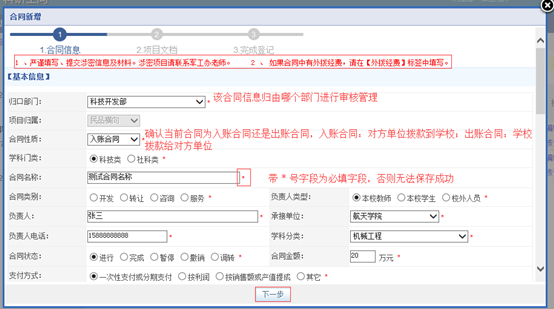 合同新增
1 2 3
1.合同信息 2.项目文档 3.完成登记
1 、严谨填写、提交涉密信息及材料。涉密项目请联系军工办老师。 2 、 如果合同中有外拨经费，请在【外拨经费】标签中填写。
【基本信息】
归口部门： 科技开发部 * 该合同信息归由哪个部门进行审核管理
项目归属： 民品横向
合同性质： 入账合同 * 确认当前合同为入账合同还是出账合同，入账合同：对方单位拨款到学校；出账合同：学校
拨款给对方单位
学科门类： 科技类 社科类 *
合同名称： 测试合同名称 * 带 * 号字段为必填字段，否则无法保存成功
合同类别： 开发 转让 咨询 服务 * 负责人类型： 本校教师 本校学生 校外人员 *
负责人： 张三 * 承接单位： 航天学院 *
负责人电话： 15888888888 * 学科分类： 机械工程 *
合同状态： 进行 完成 暂停 撤销 调转 * 合同金额： 20 万元 *
支付方式： 一次性支付或分期支付 按利润 按销售额或产值提成 其它 *
下一步